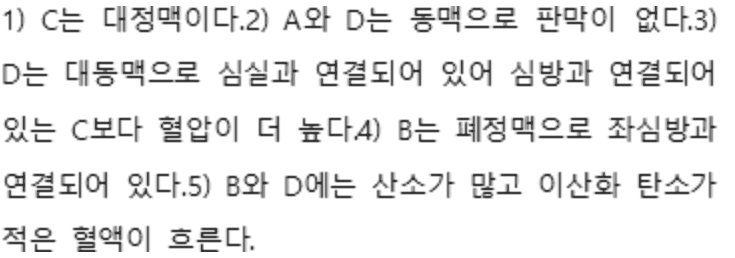 1) C는 대정맥이다.2) A와 D는 동맥으로 판막이 없다.3)
D는 대동맥으로 심실과 연결되어 있어 심방과 연결되어
있는 C보다 혈압이 더 높다.4) B는 폐정맥으로 좌심방과
연결되어 있다.5) B와 D에는 산소가 많고 이산화 탄소가
적은 혈액이 흐른다.